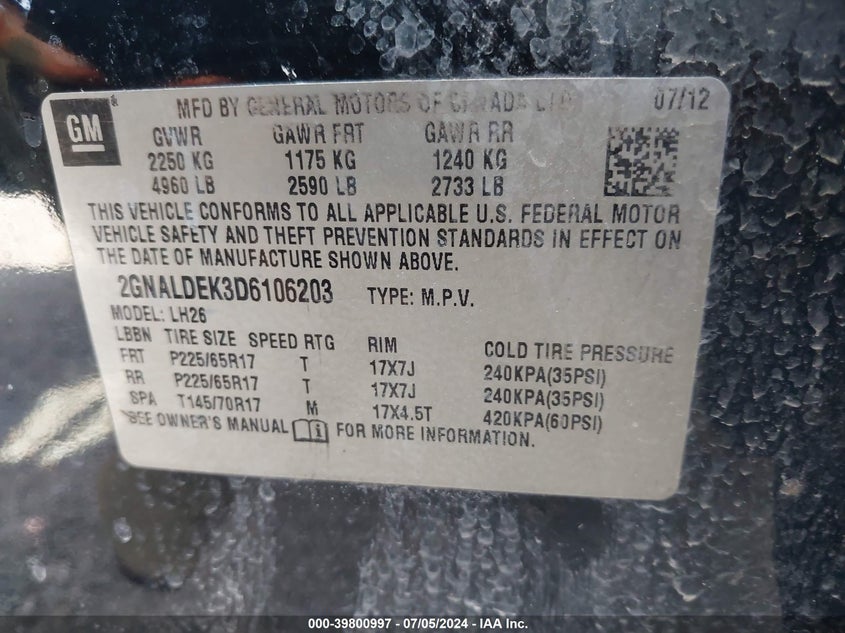 GM
MFD BY GENERAL MOTORS OF CANADA LTD 07/12
GVWR GAWR FRT GAWR RR
2250 KG 1175 KG 1240 KG
4960 LB 2590 LB 2733 LB
THIS VEHICLE CONFORMS TO ALL APPLICABLE U.S. FEDERAL MOTOR
VEHICLE SAFETY AND THEFT PREVENTION STANDARDS IN EFFECT ON
THE DATE OF MANUFACTURE SHOWN ABOVE.
2GNALDEK3D6106203 TYPE: M.P.V.
MODEL: LH26
LBBN TIRE SIZE SPEED RTG RIM COLD TIRE PRESSURE
FRT P225/65R17 T 17X7J 240KPA(35PSI)
RR P225/65R17 T 17X7J 240KPA(35PSI)
SPA T145/70R17 M 17X4.5T 420KPA(60PSI)
SEE OWNER'S MANUAL FOR MORE INFORMATION.
000-39800997 - 07/05/2024 - IAA Inc.